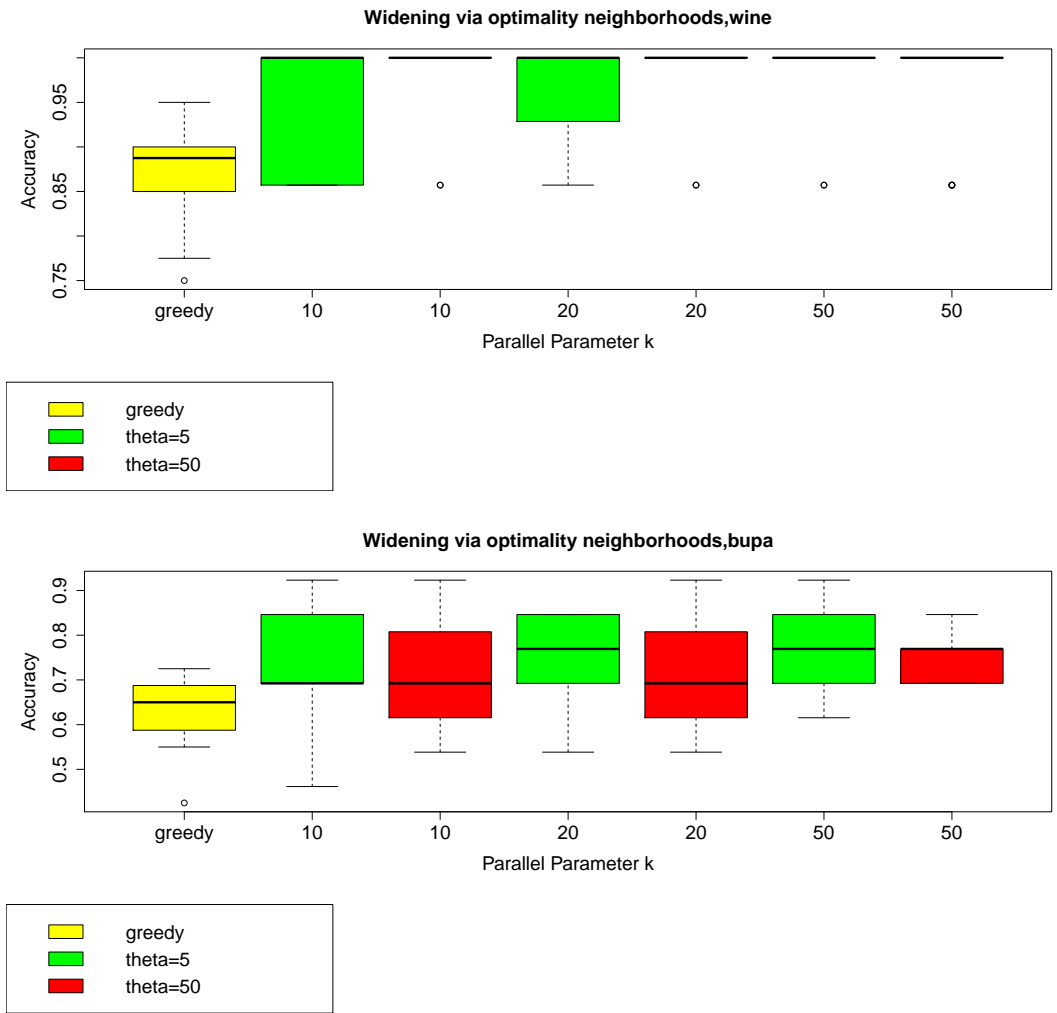 Widening via optimality neighborhoods,wine
Accuracy
0.95
0.85
0.75
greedy 10 10 20 20 50 50
Parallel Parameter k
greedy
theta=5
theta=50
Widening via optimality neighborhoods,bupa
Accuracy
0.9
0.8
0.7
0.6
0.5
greedy 10 10 20 20 50 50
Parallel Parameter k
greedy
theta=5
theta=50